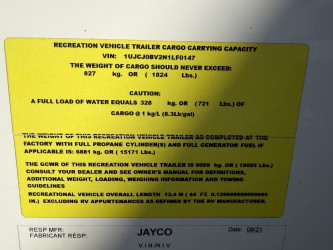 RECREATION VEHICLE TRAILER CARGO CARRYING CAPACITY
VIN: 1UJCJ0BV2N1LF0147
THE WEIGHT OF CARGO SHOULD NEVER EXCEED:
827 kg. OR ( 1824 Lbs.)
CAUTION:
A FULL LOAD OF WATER EQUALS 328 kg OR (721 Lbs.) OF
CARGO @ 1 kg/L (8.3Lb/gal)
THE WEIGHT OF THIS RECREATION VEHICLE TRAILER AS COMPLETED AT THE
FACTORY WITH FULL PROPANE CYLINDER(S) AND FULL GENERATOR FUEL IF
APPLICABLE IS: 6881 kg. OR ( 15171 Lbs.)
THE GCWR OF THIS RECREATION VEHICLE TRAILER IS kg. OR ( Lbs.)
CONSULT YOUR DEALER AND SEE OWNER'S MANUAL FOR DEFINITIONS,
ADDITIONAL WEIGHT, LOADING, WEIGHING INFORMATION AND TOWING
GUIDELINES
RECREATIONAL VEHICLE OVERALL LENGTH 13.4 M ( 44 FT.
IN.) EXCLUDING RV APPURTENANCES AS DEFINED BY THE RV MANUFACTURER.
RESP MFR: JAYCO Date 09/21
FABRICANT RESP:
V.I.N/N.I.V